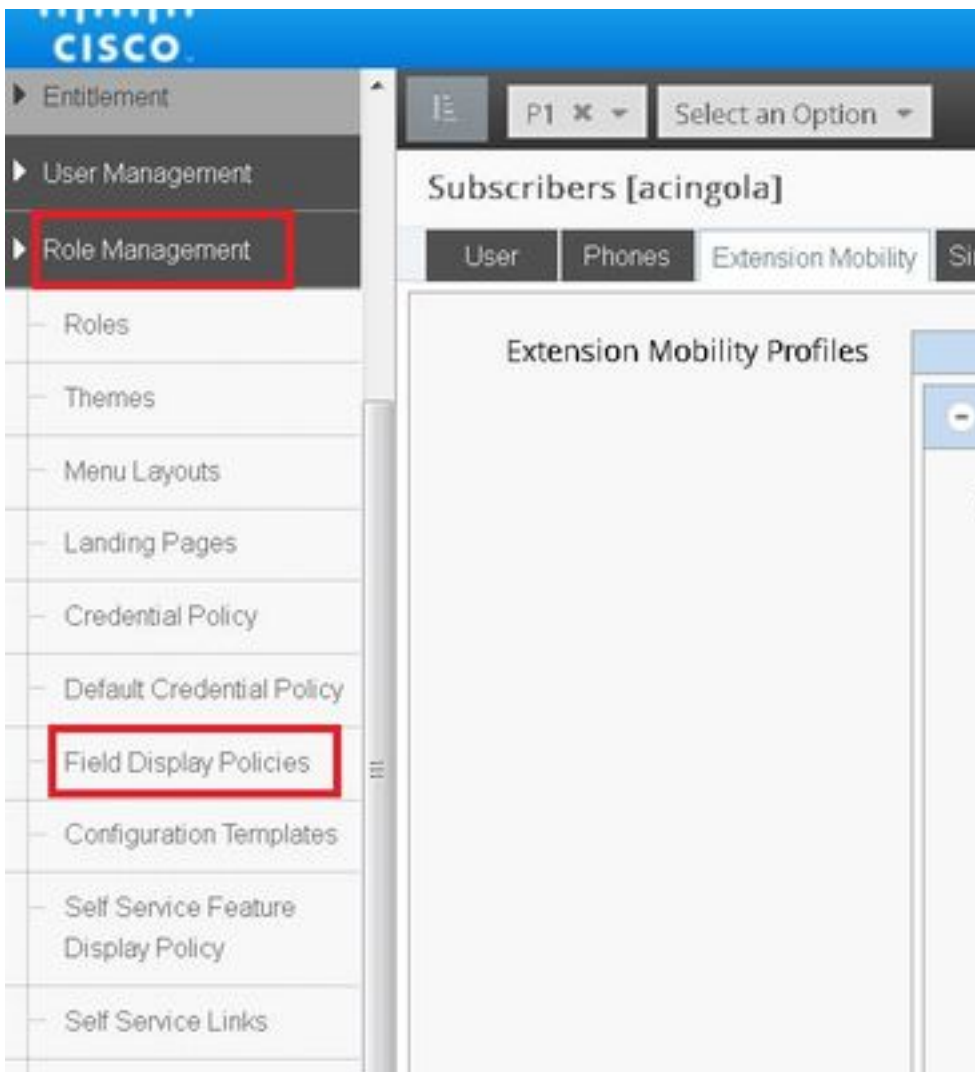 CISCO
Entitlement
User Management
Role Management
Roles
Themes
Menu Layouts
Landing Pages
Credential Policy
Default Credential Policy
Field Display Policies
Configuration Templates
Self Service Feature
Display Policy
Self Service Links
P1
Select an Option
Subscribers [acingola]
User
Phones
Extension Mobility
Extension Mobility Profiles